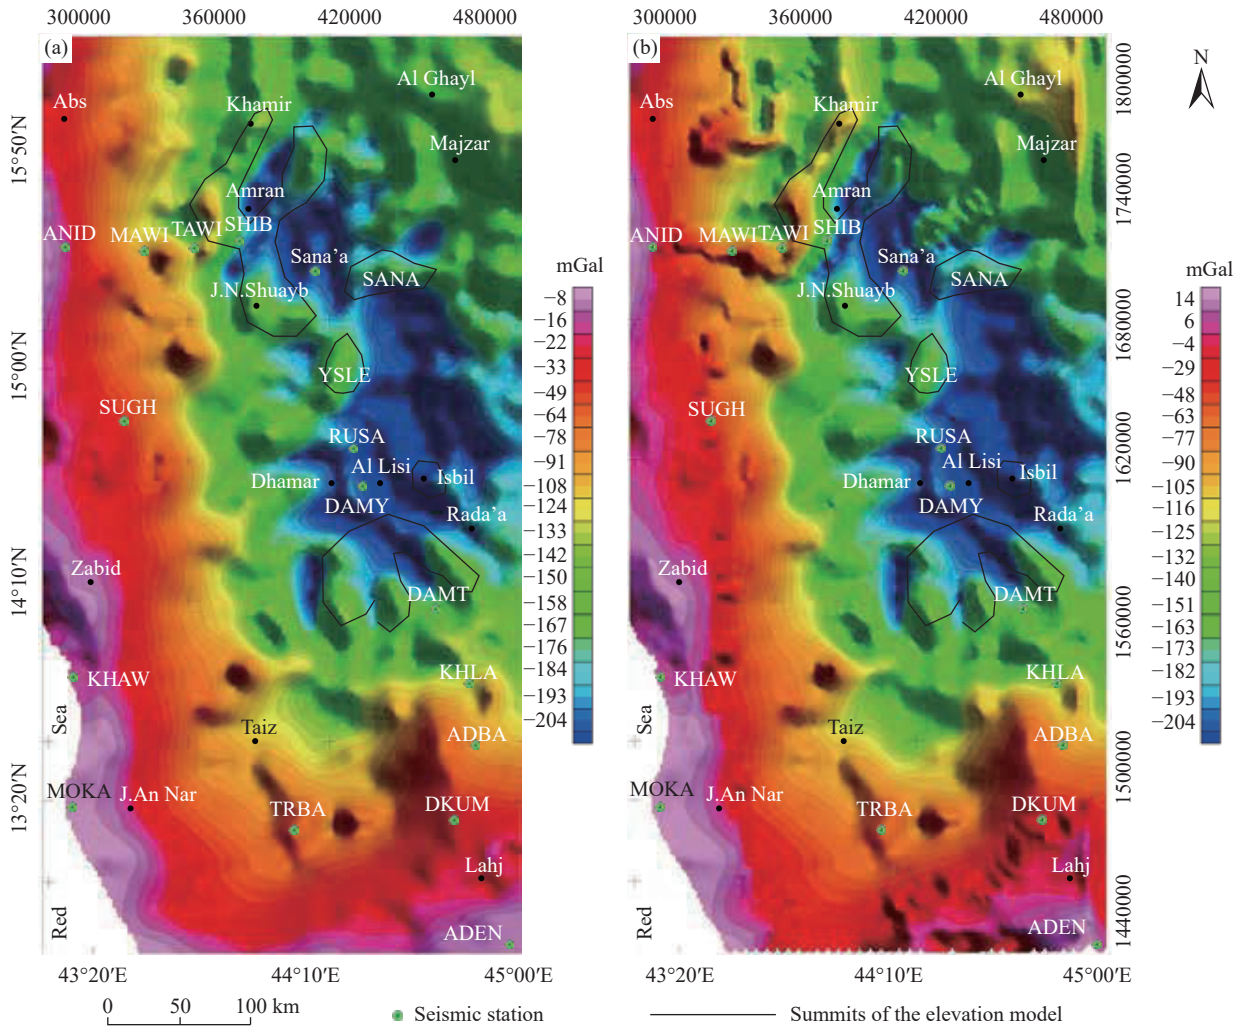 300000 360000 420000 480000
300000 360000 420000 480000
(a)
15°50′N
15°00′N
14°10′N
13°20′N
Abs
Al Ghayl
Khamir
Majzar
Amran
ANID
MAWI
TAWI
SHIB
Sana’a
SANA
J.N.Shuayb
YSLE
SUGH
RUSA
Al Lisi
Dhamar
Isbil
DAMY
Rada’a
Zabid
DAMT
KHAW
KHLA
Sea
Taiz
ADBA
MOKA
J.An Nar
TRBA
DKUM
Lahj
Red
ADEN
43°20′E 44°10′E 45°00′E
mGal
−8
−16
−22
−33
−49
−64
−78
−91
−108
−124
−133
−142
−150
−158
−167
−176
−184
−193
−204
(b)
Abs
Al Ghayl
Khamir
Majzar
Amran
ANID
MAWI
TAWI
SHIB
Sana’a
SANA
J.N.Shuayb
YSLE
SUGH
RUSA
Al Lisi
Dhamar
Isbil
DAMY
Rada’a
Zabid
DAMT
KHAW
KHLA
Sea
Taiz
ADBA
MOKA
J.An Nar
TRBA
DKUM
Lahj
Red
ADEN
43°20′E 44°10′E 45°00′E
1800000
1740000
1680000
1620000
1560000
1500000
1440000
N
mGal
14
6
−4
−29
−48
−63
−77
−90
−105
−116
−125
−132
−140
−151
−163
−173
−182
−193
−204
0 50 100 km
Seismic station
Summits of the elevation model